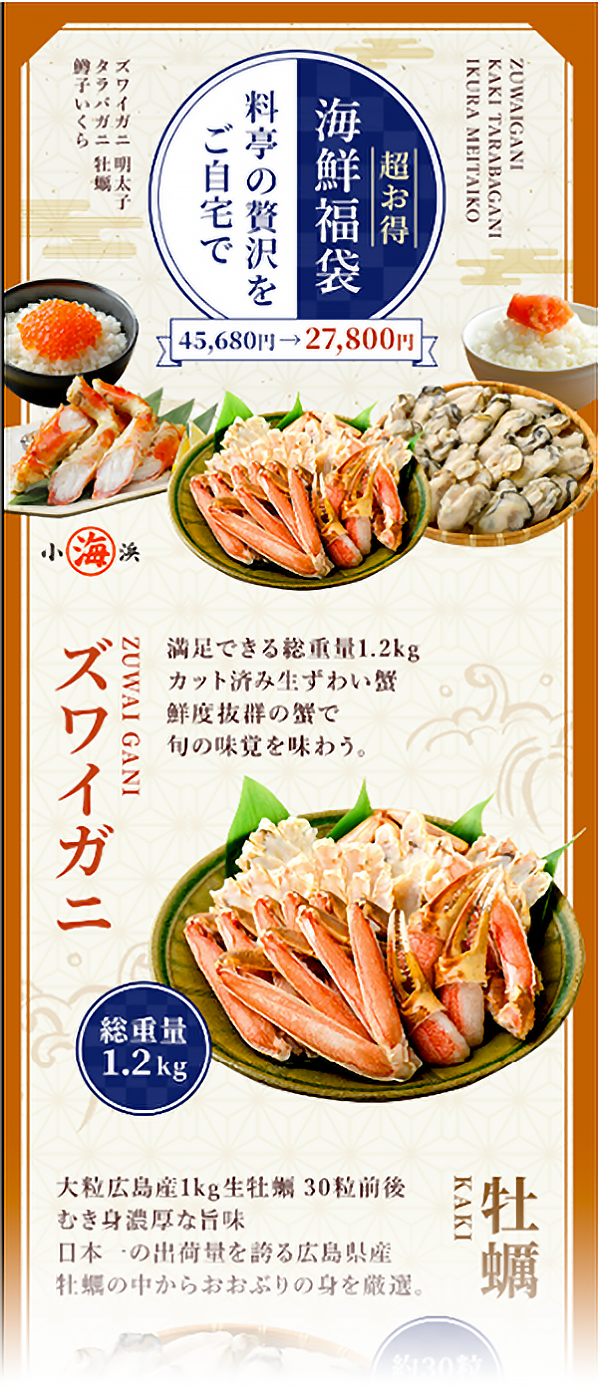 ズワイガニ 明太子
タラバガニ 牡蠣
鱒子いくら
超お得
海鮮福袋
料亭の贅沢を
ご自宅で
ZUWAIGANI
KAKI TARABAGANI
IKURA MEITAIKO
45,680円→27,800円
小 海 浜
ズワイガニ
ZUWAI GANI
満足できる総重量1.2kg
カット済み生ずわい蟹
鮮度抜群の蟹で
旬の味覚を味わう。
総重量
1.2kg
牡蠣
KAKI
大粒広島産1kg生牡蠣 30粒前後
むき身濃厚な旨味
日本一の出荷量を誇る広島県産
牡蠣の中からおおぶりの身を厳選。
約30粒